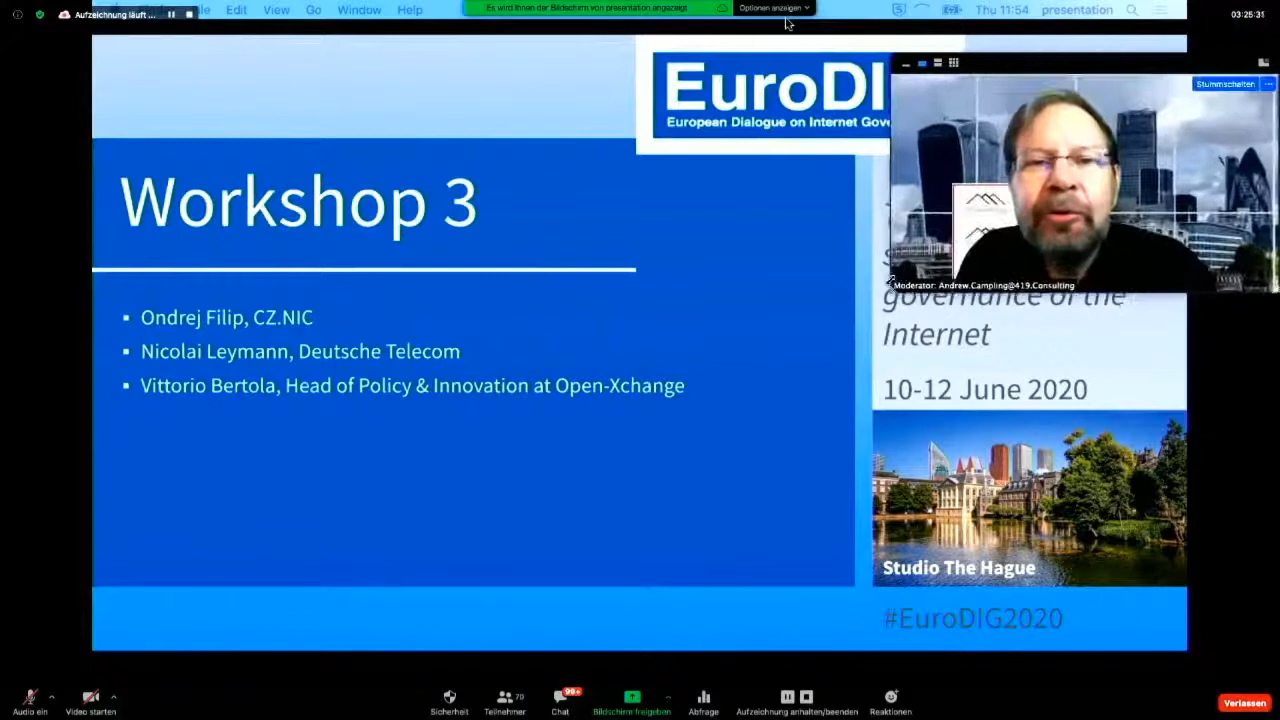 Aufzeichnung läuft ...
Edit
View
Go
Window
Help
Es wird Ihnen der Bildschirm von presentation angezeigt
Optionen anzeigen
Thu 11:54
presentation
03:25:31
EuroDI
European Dialogue on Internet Gove
Stummschalten
Workshop 3
Moderator: Andrew.Campling@419.Consulting
governance of the
Internet
Ondrej Filip, CZ.NIC
Nicolai Leymann, Deutsche Telecom
Vittorio Bertola, Head of Policy & Innovation at Open-Xchange
10-12 June 2020
Studio The Hague
#EuroDIG2020
Audio ein
Video starten
Sicherheit
Teilnehmer
79
Chat
99+
Bildschirm freigeben
Abfrage
Aufzeichnung anhalten/beenden
Reaktionen
Verlassen